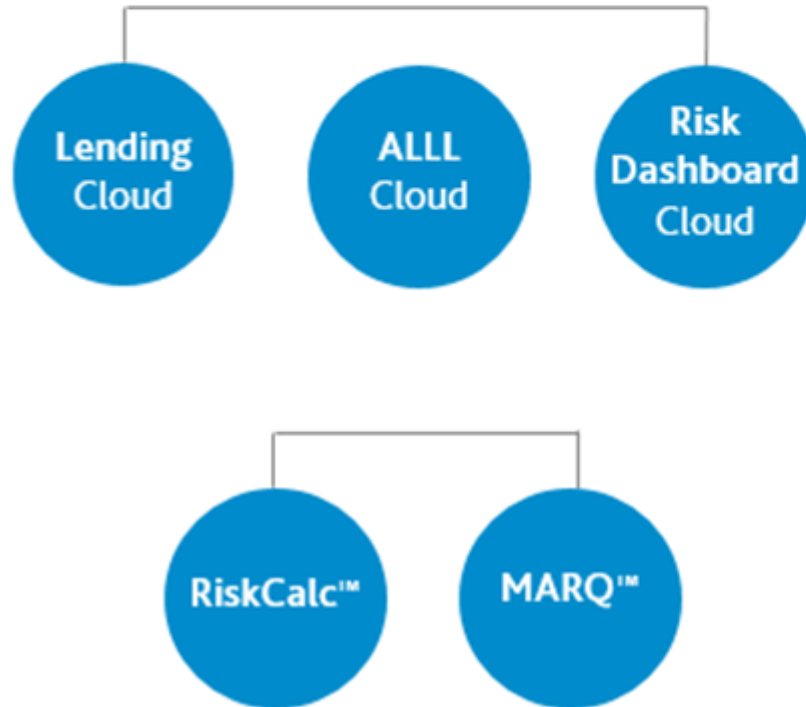 Lending
Cloud
ALLL
Cloud
Risk
Dashboard
Cloud
RiskCalc™
MARQ™